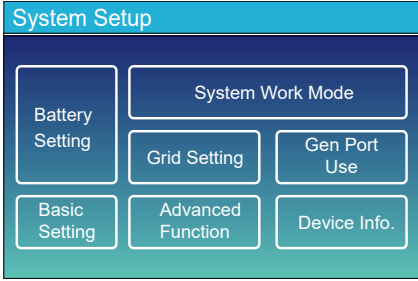 System Setup
Battery
Setting
System Work Mode
Grid Setting
Gen Port
Use
Basic
Setting
Advanced
Function
Device Info.